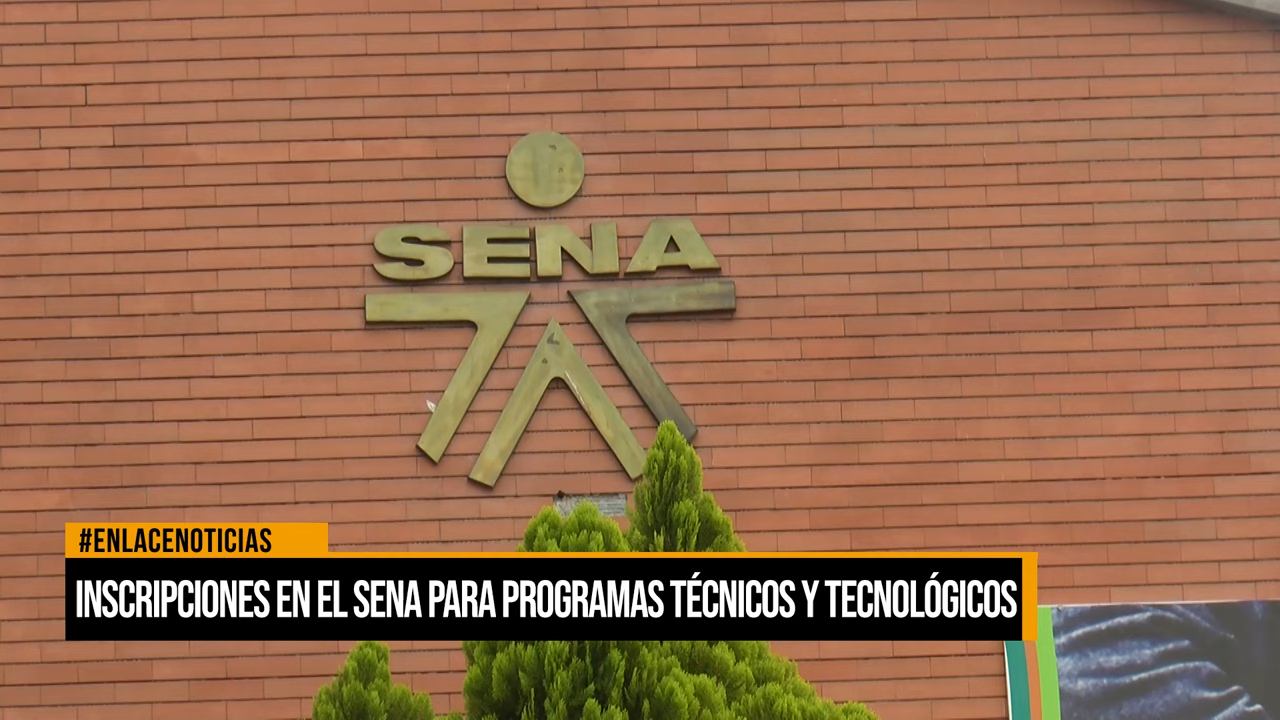 SENA
#ENLACENOTICIAS
INSCRIPCIONES EN EL SENA PARA PROGRAMAS TÉCNICOS Y TECNOLÓGICOS